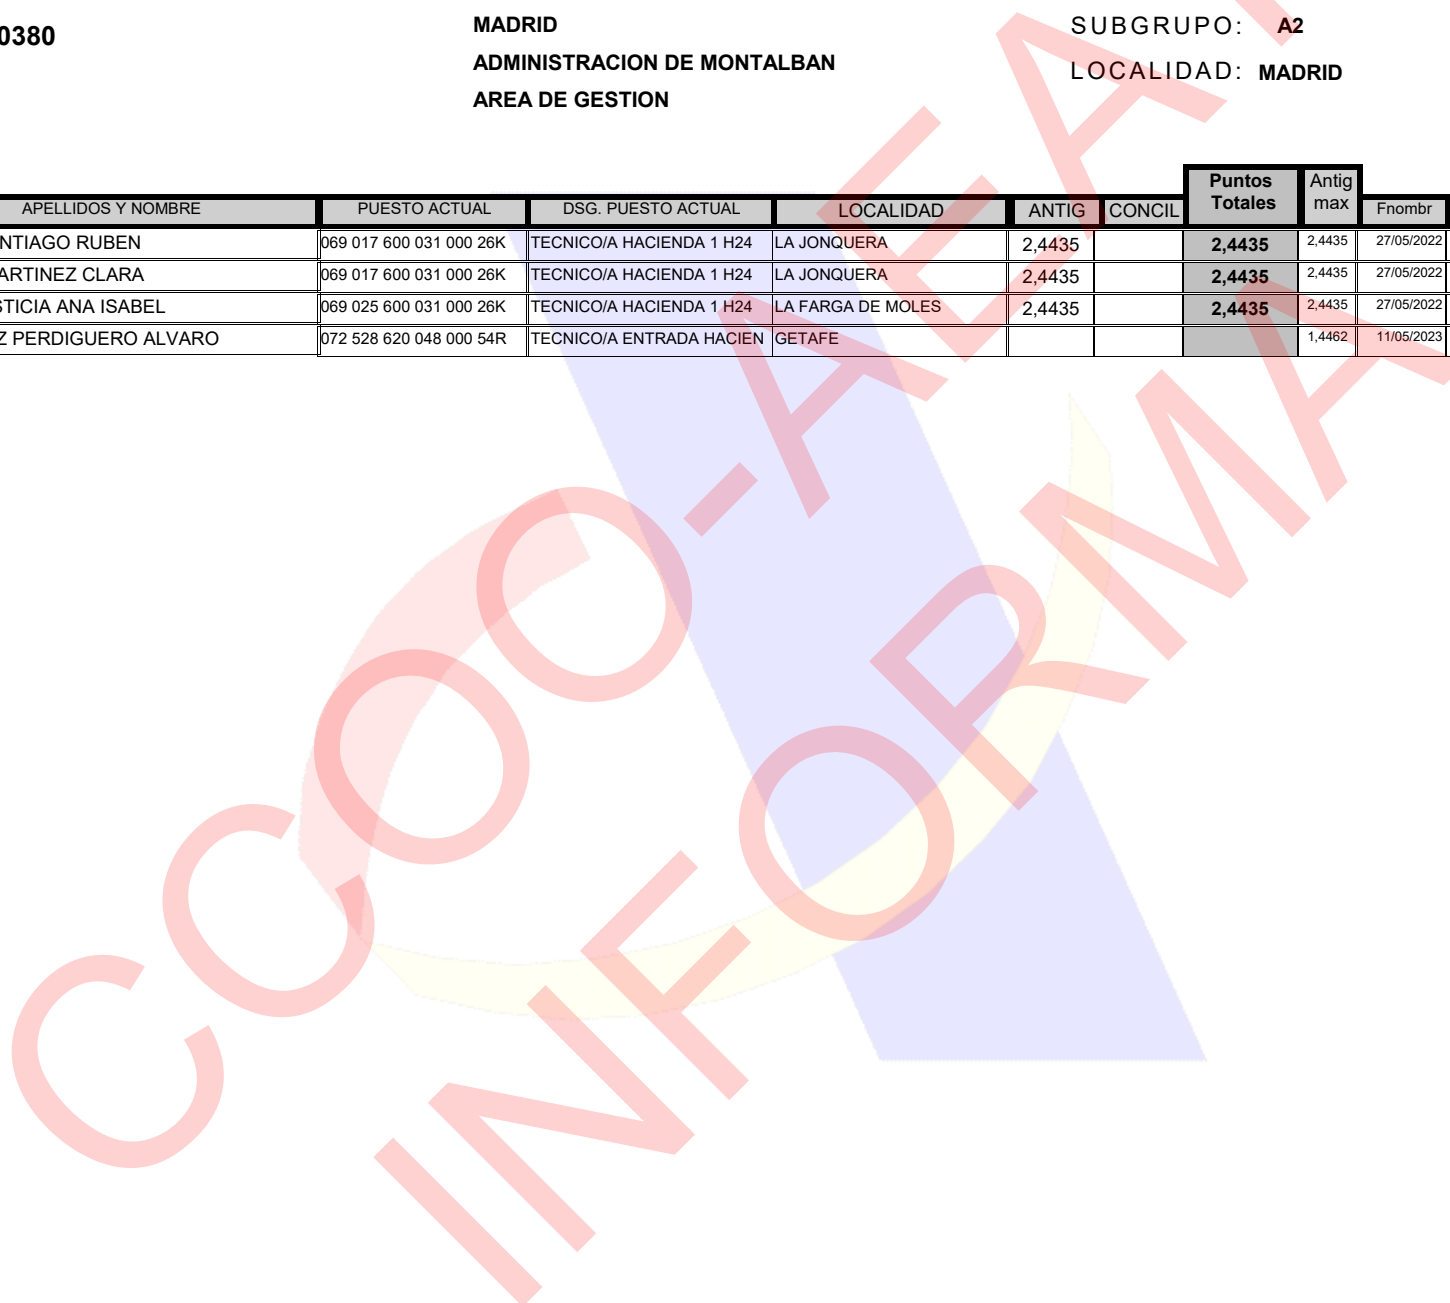 0380
MADRID
ADMINISTRACION DE MONTALBAN
AREA DE GESTION
SUBGRUPO: A2
LOCALIDAD: MADRID
APELLIDOS Y NOMBRE PUESTO ACTUAL DSG. PUESTO ACTUAL LOCALIDAD ANTIG CONCIL Puntos Totales Antig max Fnombr
NTIAGO RUBEN 069 017 600 031 000 26K TECNICO/A HACIENDA 1 H24 LA JONQUERA 2,4435 2,4435 2,4435 27/05/2022
ARTINEZ CLARA 069 017 600 031 000 26K TECNICO/A HACIENDA 1 H24 LA JONQUERA 2,4435 2,4435 2,4435 27/05/2022
STICIA ANA ISABEL 069 025 600 031 000 26K TECNICO/A HACIENDA 1 H24 LA FARGA DE MOLES 2,4435 2,4435 2,4435 27/05/2022
Z PERDIGUERO ALVARO 072 528 620 048 000 54R TECNICO/A ENTRADA HACIEN GETAFE 1,4462 11/05/2023
CCOO-AEA
INFORMA